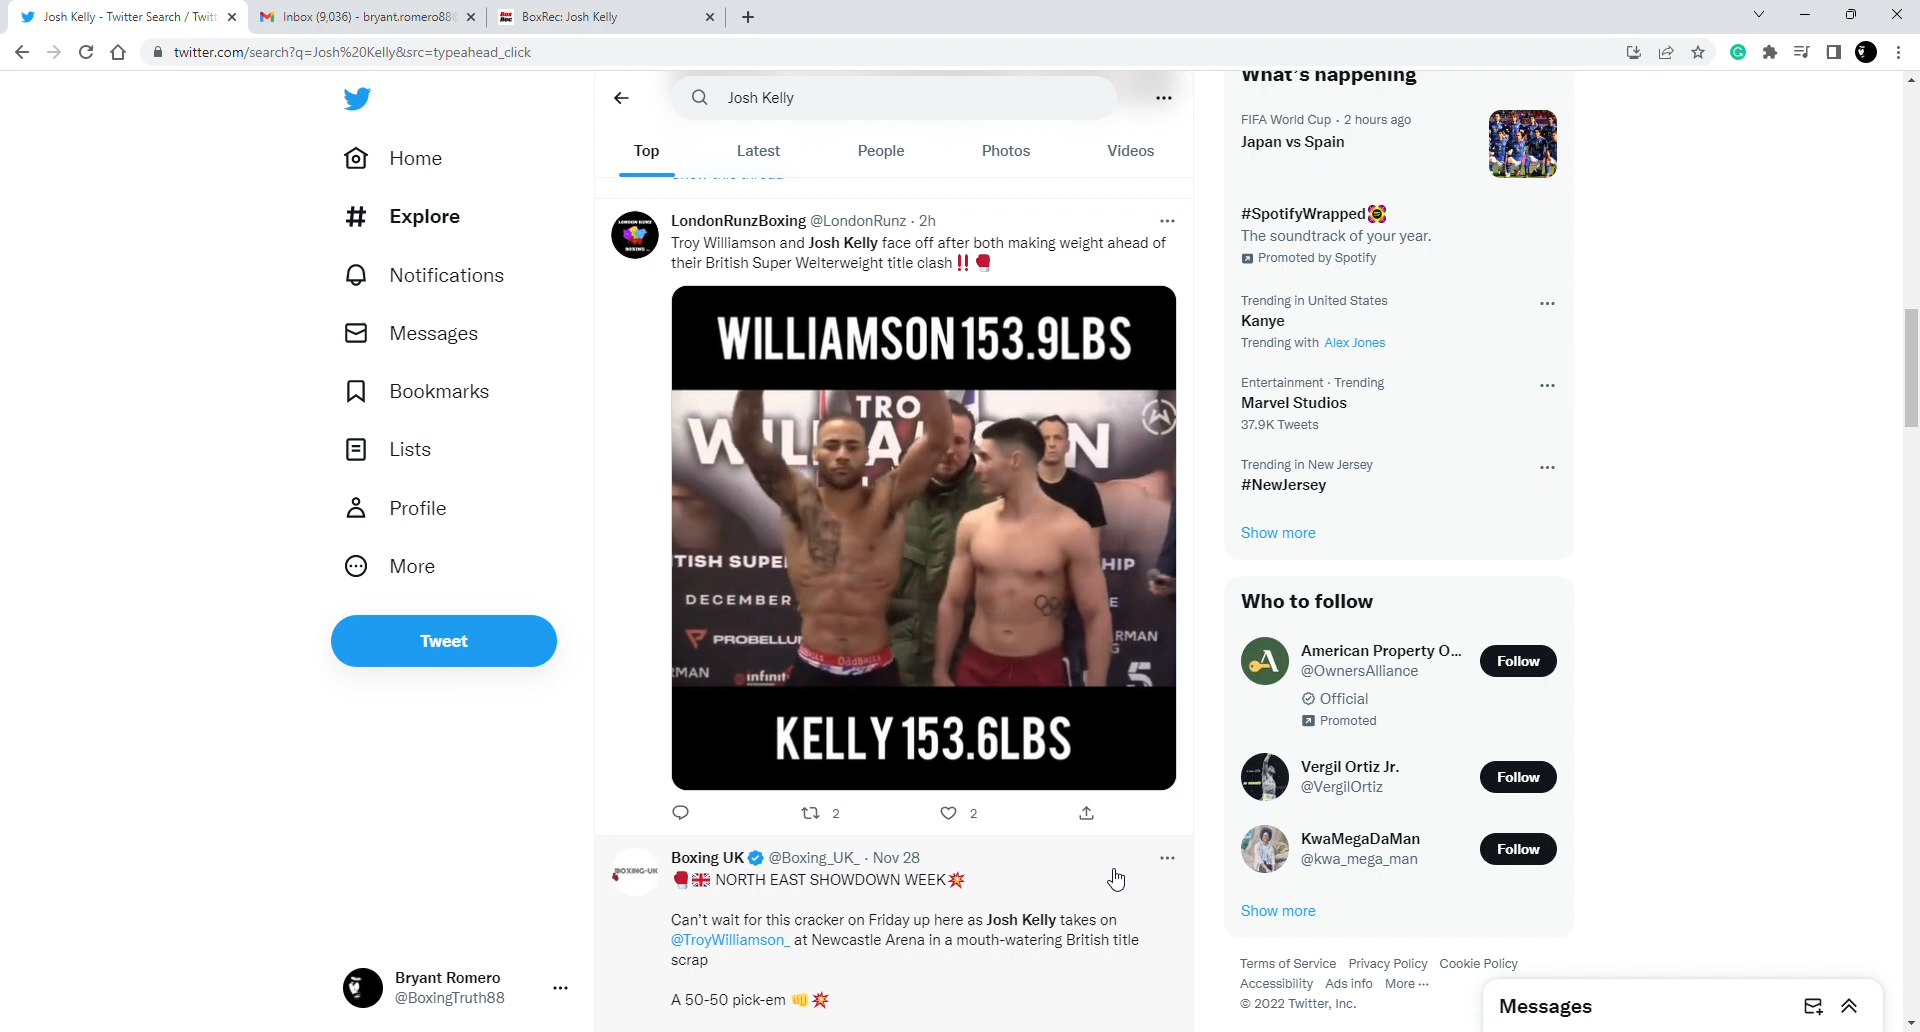 Josh Kelly - Twitter Search / Twitt
Inbox (9,036) - bryant.romero88
BoxRec: Josh Kelly
twitter.com/search?q=Josh%20Kelly&src=typeahead_click
Home
Explore
Notifications
Messages
Bookmarks
Lists
Profile
More
Tweet
Bryant Romero
@BoxingTruth88
Josh Kelly
Top
Latest
People
Photos
Videos
LondonRunzBoxing @LondonRunz · 2h
Troy Williamson and Josh Kelly face off after both making weight ahead of
their British Super Welterweight title clash ‼️ 🥊
WILLIAMSON 153.9LBS
TRO
TISH SUPE
HIP
DECEMBER
PROBELLU
RMAN
MAN
infinit
5
KELLY 153.6LBS
2
2
BOXING-UK
Boxing UK @Boxing_UK_ · Nov 28
🥊🇬🇧 NORTH EAST SHOWDOWN WEEK💥
Can't wait for this cracker on Friday up here as Josh Kelly takes on
@TroyWilliamson_ at Newcastle Arena in a mouth-watering British title
scrap
A 50-50 pick-em 👊💥
What's happening
FIFA World Cup · 2 hours ago
Japan vs Spain
#SpotifyWrapped
The soundtrack of your year.
Promoted by Spotify
Trending in United States
Kanye
Trending with Alex Jones
Entertainment · Trending
Marvel Studios
37.9K Tweets
Trending in New Jersey
#NewJersey
Show more
Who to follow
American Property O...
@OwnersAlliance
Official
Promoted
Follow
Vergil Ortiz Jr.
@VergilOrtiz
Follow
KwaMegaDaMan
@kwa_mega_man
Follow
Show more
Terms of Service Privacy Policy Cookie Policy
Accessibility Ads info More ···
© 2022 Twitter, Inc.
Messages